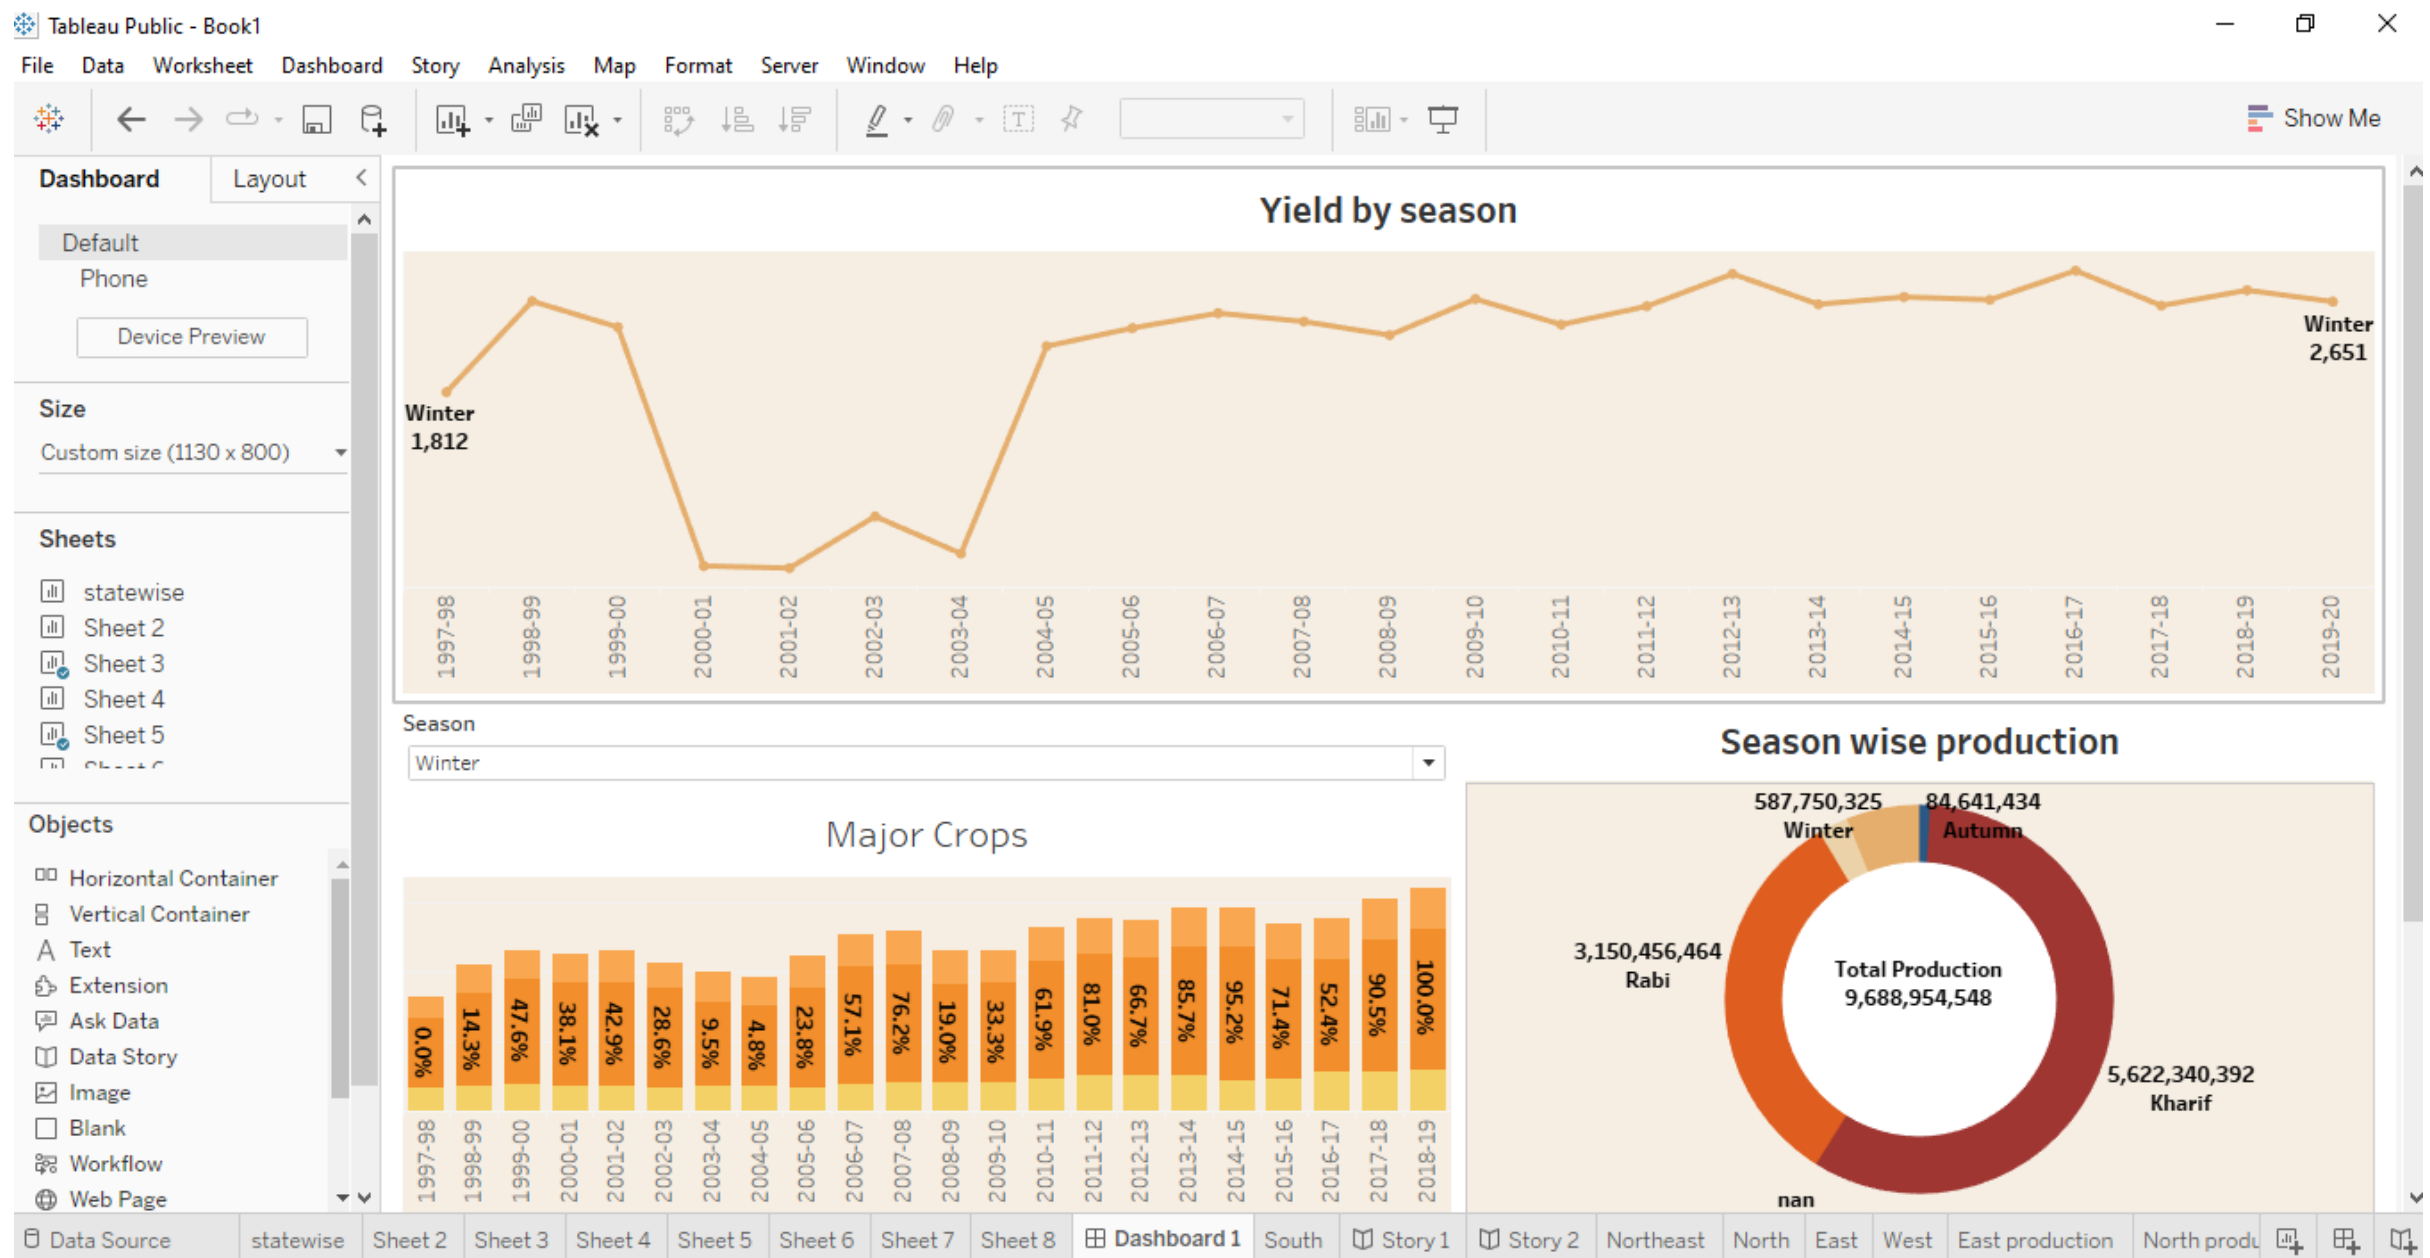 Tableau Public - Book1
File Data Worksheet Dashboard Story Analysis Map Format Server Window Help
Show Me
Dashboard Layout
Default
Phone
Device Preview
Size
Custom size (1130 x 800)
Sheets
statewise
Sheet 2
Sheet 3
Sheet 4
Sheet 5
Objects
Horizontal Container
Vertical Container
Text
Extension
Ask Data
Data Story
Image
Blank
Workflow
Web Page
Yield by season
Winter
1,812
Winter
2,651
1997-98 1998-99 1999-00 2000-01 2001-02 2002-03 2003-04 2004-05 2005-06 2006-07 2007-08 2008-09 2009-10 2010-11 2011-12 2012-13 2013-14 2014-15 2015-16 2016-17 2017-18 2018-19 2019-20
Season
Winter
Major Crops
0.0% 14.3% 47.6% 38.1% 42.9% 28.6% 9.5% 4.8% 23.8% 57.1% 76.2% 19.0% 33.3% 61.9% 81.0% 66.7% 85.7% 95.2% 71.4% 52.4% 90.5% 100.0%
1997-98 1998-99 1999-00 2000-01 2001-02 2002-03 2003-04 2004-05 2005-06 2006-07 2007-08 2008-09 2009-10 2010-11 2011-12 2012-13 2013-14 2014-15 2015-16 2016-17 2017-18 2018-19
Season wise production
587,750,325
Winter
84,641,434
Autumn
3,150,456,464
Rabi
Total Production
9,688,954,548
5,622,340,392
Kharif
nan
Data Source statewise Sheet 2 Sheet 3 Sheet 4 Sheet 5 Sheet 6 Sheet 7 Sheet 8 Dashboard 1 South Story 1 Story 2 Northeast North East West East production North produ